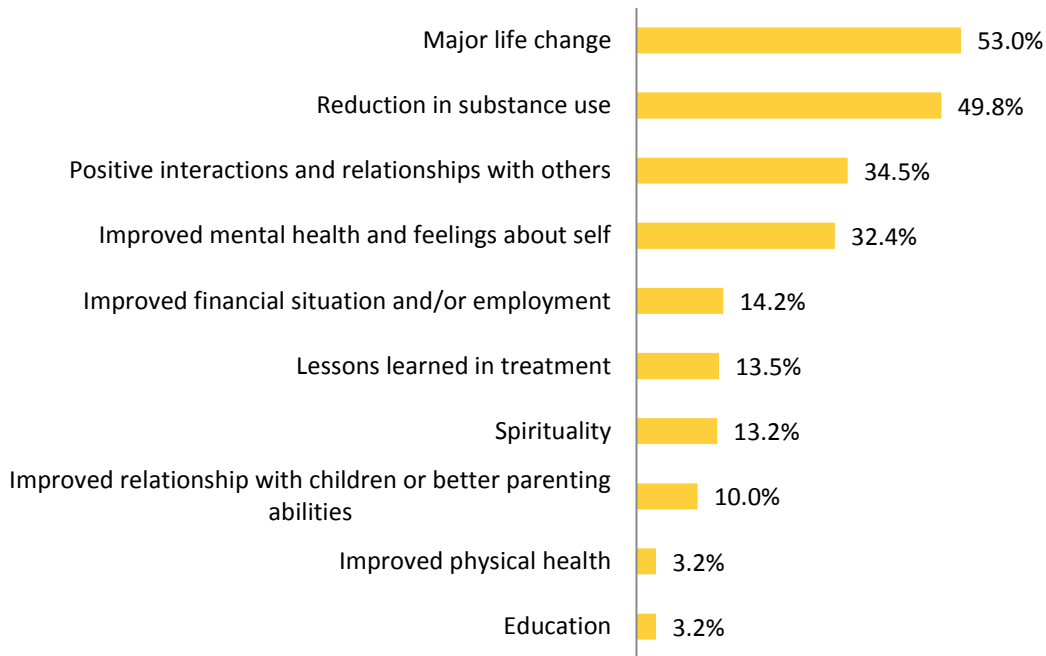 Major life change 53.0%
Reduction in substance use 49.8%
Positive interactions and relationships with others 34.5%
Improved mental health and feelings about self 32.4%
Improved financial situation and/or employment 14.2%
Lessons learned in treatment 13.5%
Spirituality 13.2%
Improved relationship with children or better parenting
abilities 10.0%
Improved physical health 3.2%
Education 3.2%